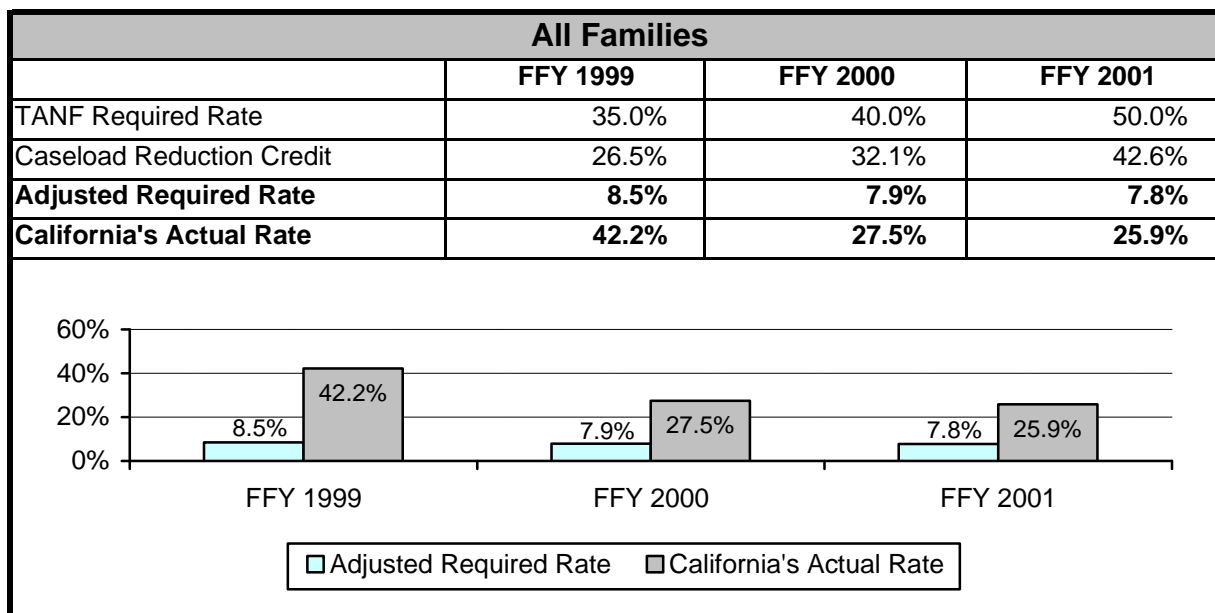 All Families
FFY 1999 FFY 2000 FFY 2001
TANF Required Rate 35.0% 40.0% 50.0%
Caseload Reduction Credit 26.5% 32.1% 42.6%
Adjusted Required Rate 8.5% 7.9% 7.8%
California's Actual Rate 42.2% 27.5% 25.9%
60%
40%
20%
0%
8.5% 42.2% 7.9% 27.5% 7.8% 25.9%
FFY 1999 FFY 2000 FFY 2001
Adjusted Required Rate California's Actual Rate